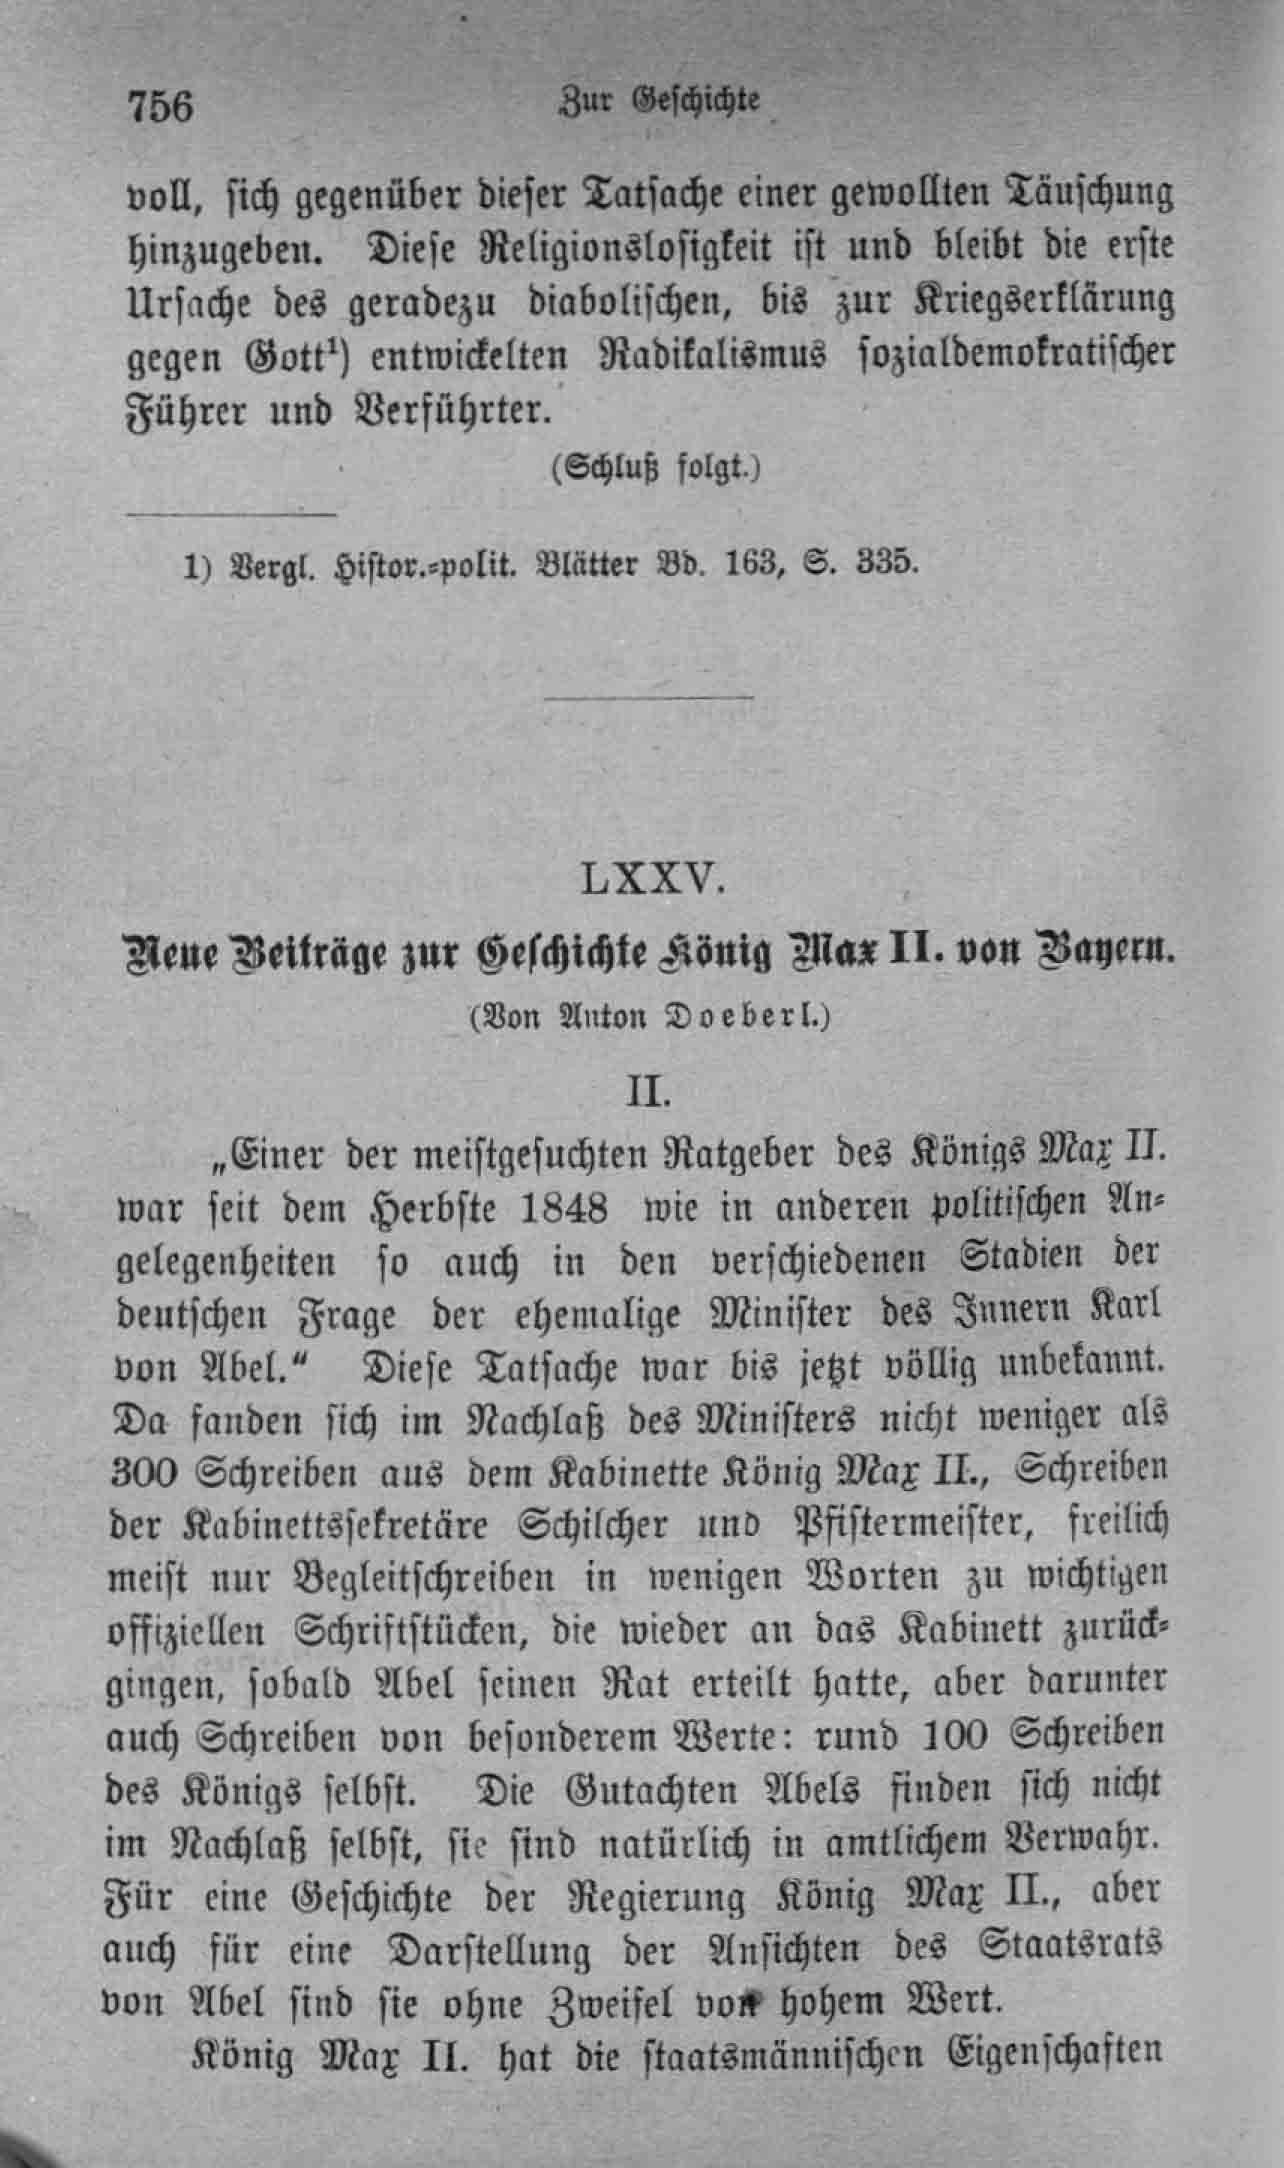 756
Zur Geschichte
voll, sich gegenüber dieser Tatsache einer gewollten Täuschung
hinzugeben. Diese Religionslosigkeit ist und bleibt die erste
Ursache des geradezu diabolischen, bis zur Kriegserklärung
gegen Gott¹) entwickelten Radikalismus sozialdemokratischer
Führer und Verführter.
(Schluß folgt.)
1) Vergl. Histor.-polit. Blätter Bd. 163, S. 335.
LXXV.
Neue Beiträge zur Geschichte König Max II. von Bayern.
(Von Anton Doeberl.)
II.
„Einer der meistgesuchten Ratgeber des Königs Max II.
war seit dem Herbste 1848 wie in anderen politischen An-
gelegenheiten so auch in den verschiedenen Stadien der
deutschen Frage der ehemalige Minister des Innern Karl
von Abel.“ Diese Tatsache war bis jetzt völlig unbekannt.
Da fanden sich im Nachlaß des Ministers nicht weniger als
300 Schreiben aus dem Kabinette König Max II., Schreiben
der Kabinettssekretäre Schilcher und Pfistermeister, freilich
meist nur Begleitschreiben in wenigen Worten zu wichtigen
offiziellen Schriftstücken, die wieder an das Kabinett zurück-
gingen, sobald Abel seinen Rat erteilt hatte, aber darunter
auch Schreiben von besonderem Werte: rund 100 Schreiben
des Königs selbst. Die Gutachten Abels finden sich nicht
im Nachlaß selbst, sie sind natürlich in amtlichem Verwahr.
Für eine Geschichte der Regierung König Max II., aber
auch für eine Darstellung der Ansichten des Staatsrats
von Abel sind sie ohne Zweifel von hohem Wert.
König Max II. hat die staatsmännischen Eigenschaften